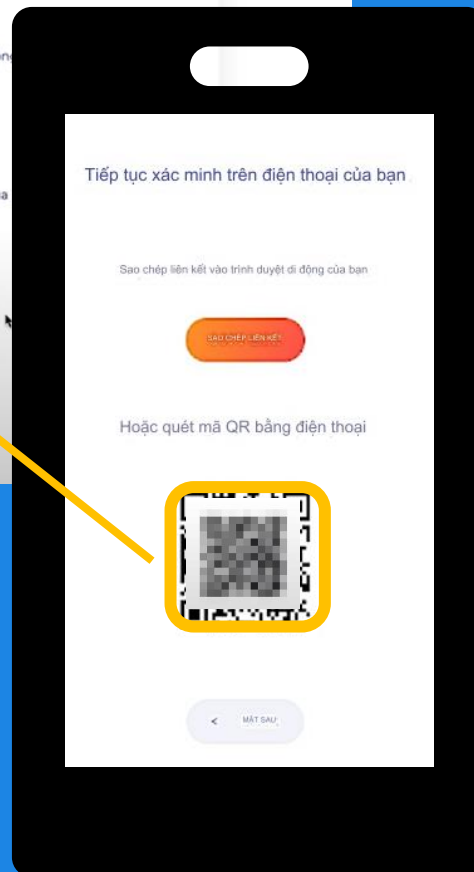 Tiếp tục xác minh trên điện thoại của bạn
Sao chép liên kết vào trình duyệt di động của bạn
SAO CHÉP LIÊN KẾT
Hoặc quét mã QR bằng điện thoại
< MẶT SAU